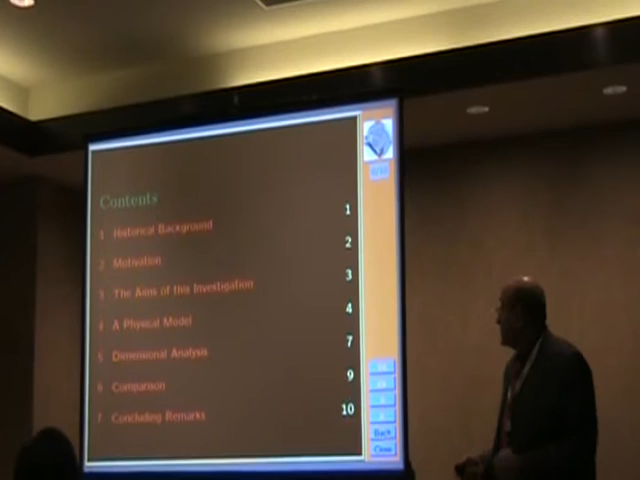 Contents
1 Historical Background 1
2 Motivation 2
3 The Aims of this Investigation 3
4 A Physical Model 4
5 Dimensional Analysis 7
6 Comparison 9
7 Concluding Remarks 10
Back
Close